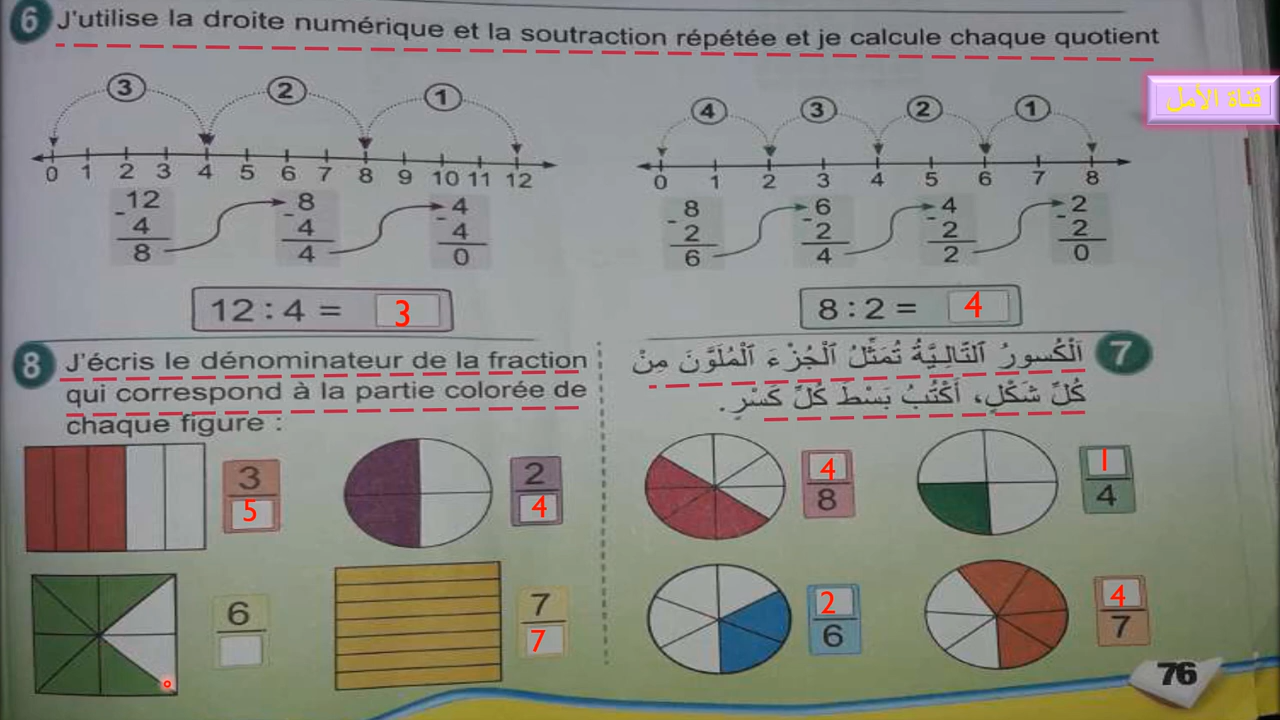 6 J'utilise la droite numérique et la soutraction répétée et je calcule chaque quotient
قناة الأمل
3 2 1
0 1 2 3 4 5 6 7 8 9 10 11 12
12 - 4 8
8 - 4 4
4 - 4 0
12 : 4 = 3
4 3 2 1
0 1 2 3 4 5 6 7 8
8 - 2 6
6 - 2 4
4 - 2 2
2 - 2 0
8 : 2 = 4
8 J'écris le dénominateur de la fraction
qui correspond à la partie colorée de
chaque figure :
3/5
2/4
6/
7/7
7 اَلْكُسورُ اَلتَّالِيَّةُ تُمَثِّلُ اَلْجُزْءَ اَلْمُلَوَّنَ مِنْ
كُلِّ شَكْلٍ، أَكْتُبُ بَسْطَ كُلِّ كَسْرٍ.
4/8
1/4
2/6
4/7
76